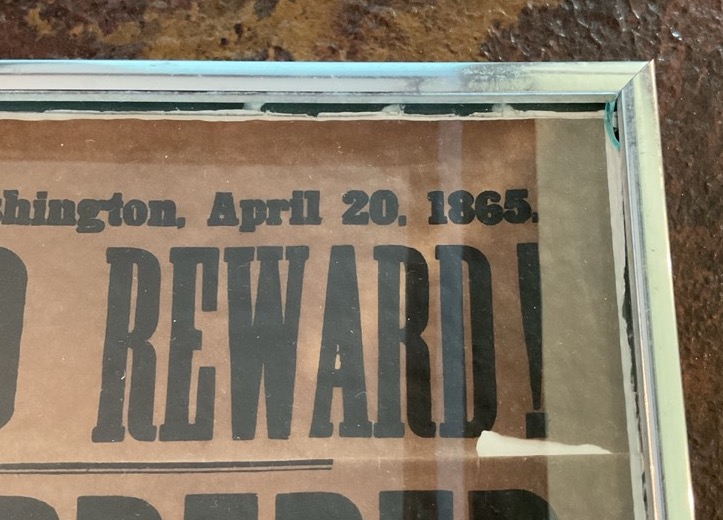 shington, April 20, 1865.
REWARD!